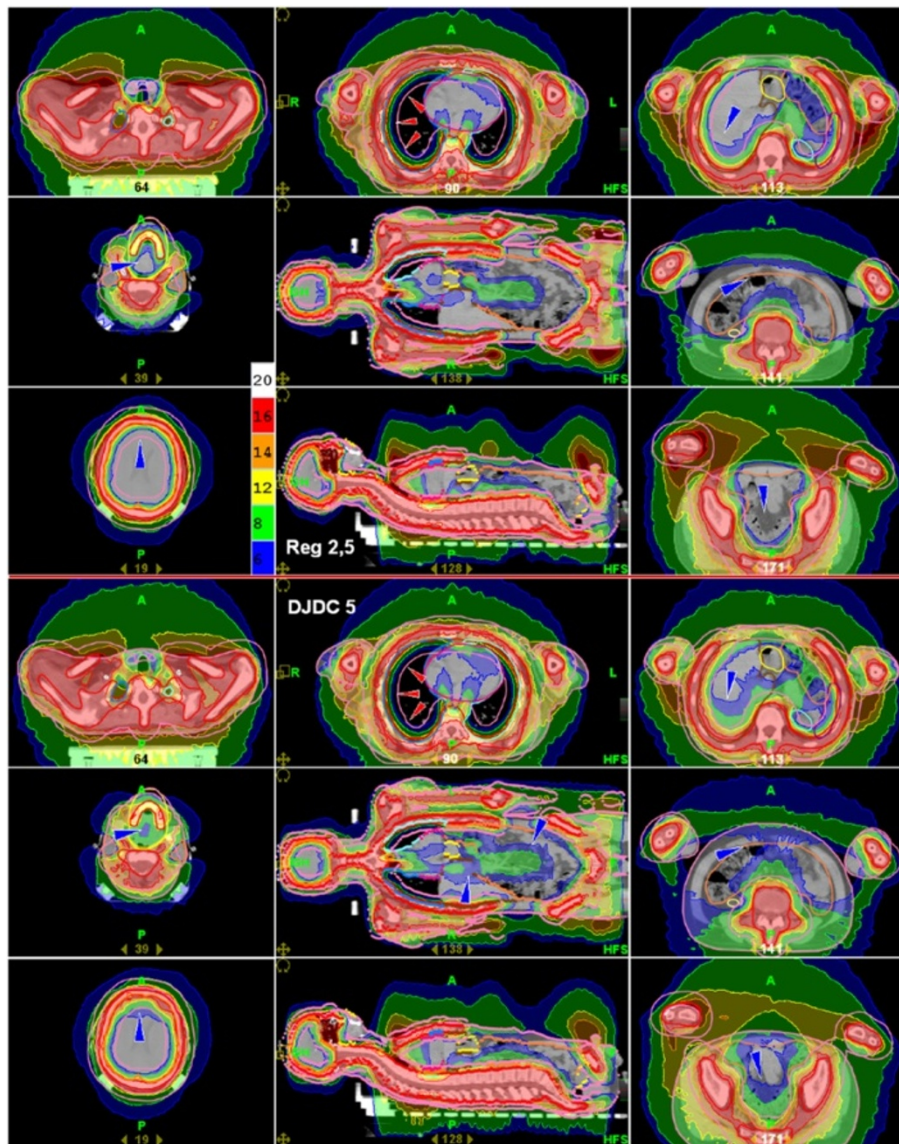 A A A
R L
64 90 HFS 113
A A
P
39 138 HFS 141
20
16
14
12
8
6
A A
P P
19 Reg 2,5 128 HFS 171
A DJDC 5 A A
R L
64 90 HFS 113
A A
P
39 138 HFS 141
A A
P P
19 128 HFS 171